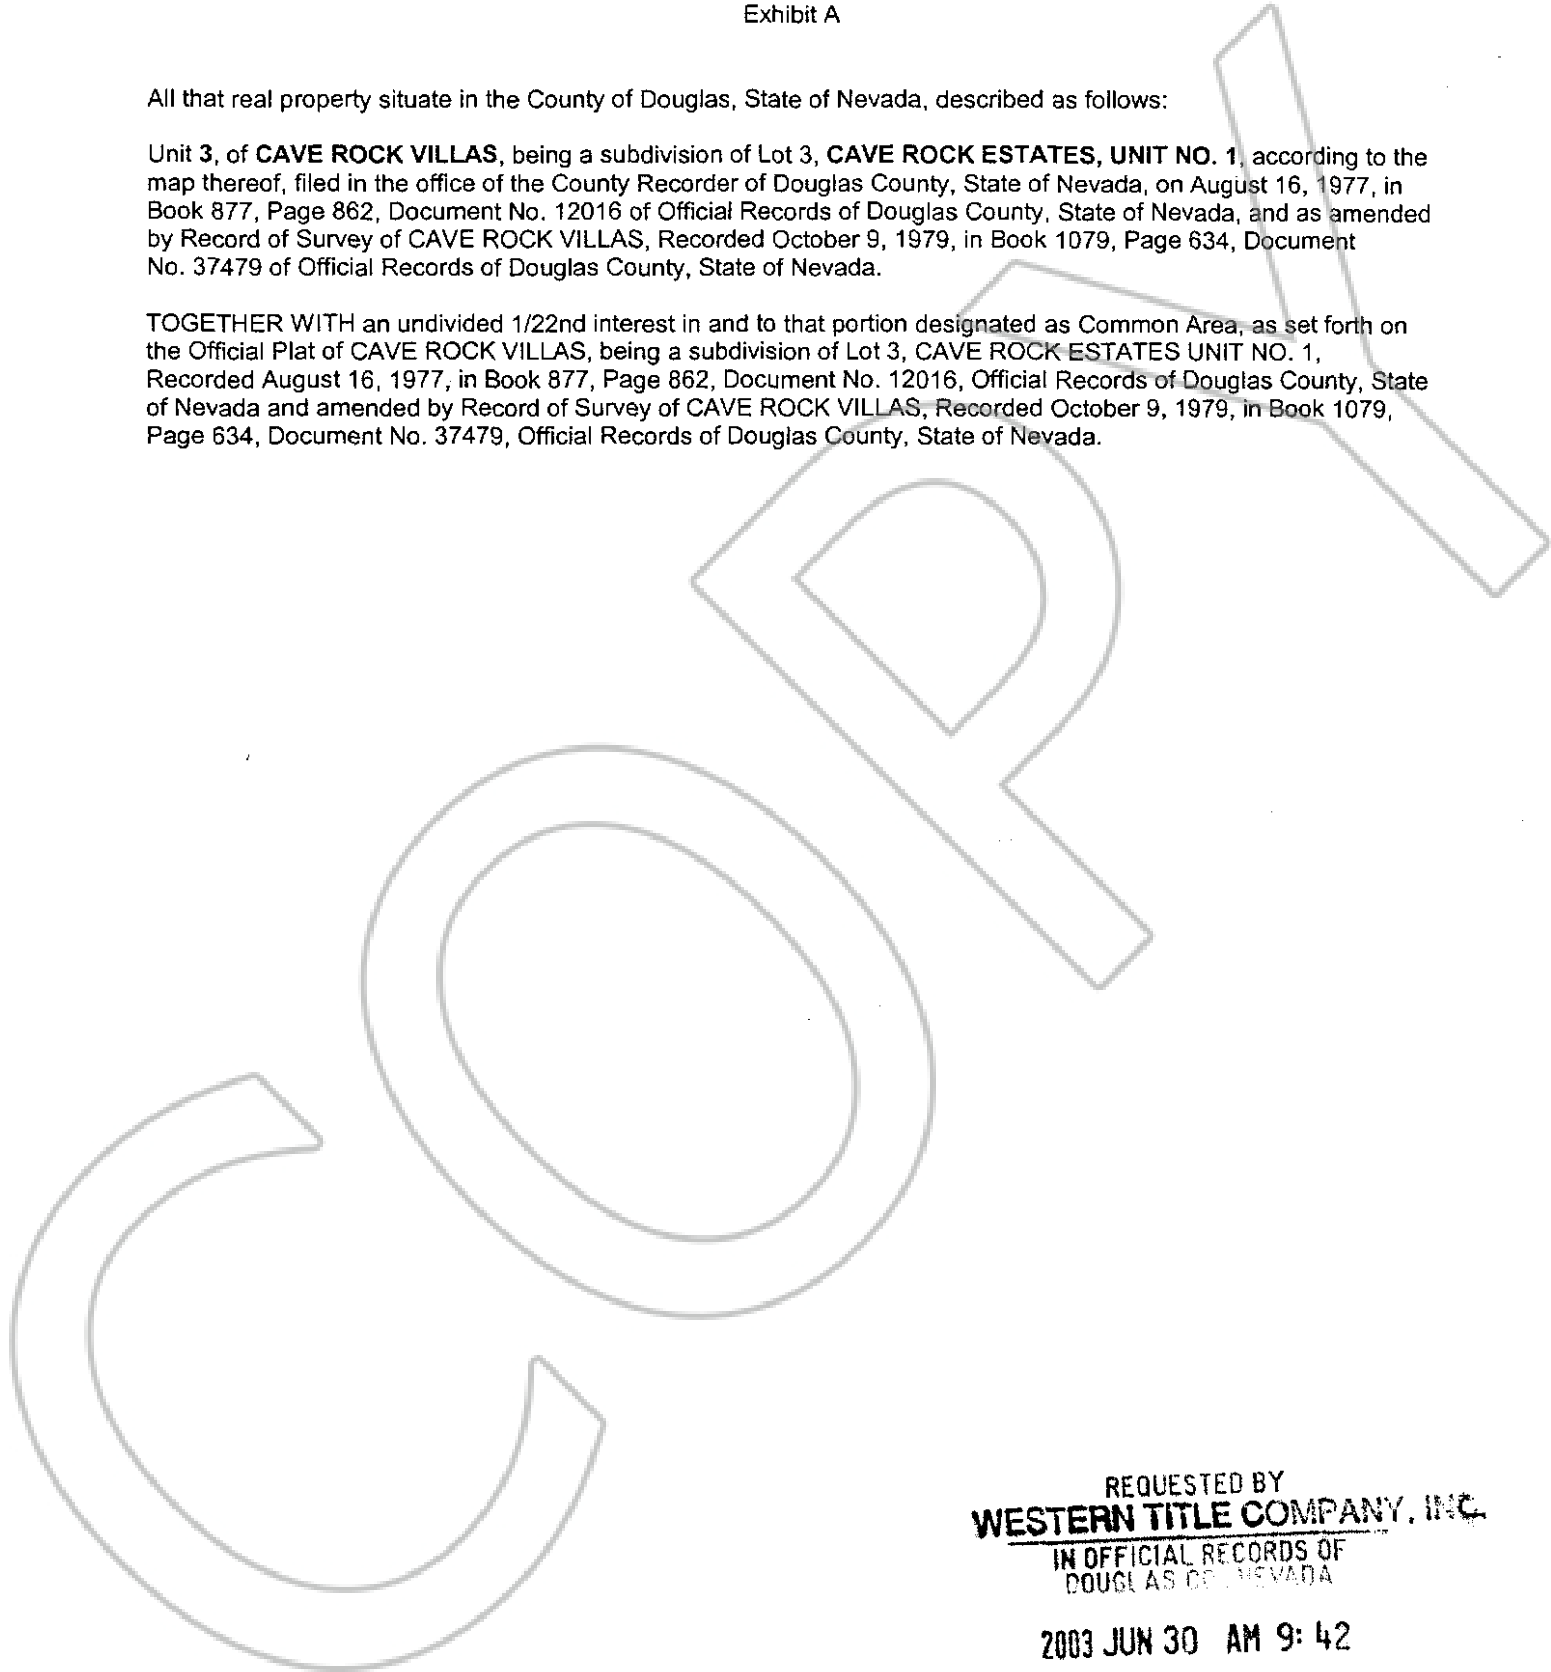 Exhibit A
All that real property situate in the County of Douglas, State of Nevada, described as follows:
Unit 3, of CAVE ROCK VILLAS, being a subdivision of Lot 3, CAVE ROCK ESTATES, UNIT NO. 1, according to the
map thereof, filed in the office of the County Recorder of Douglas County, State of Nevada, on August 16, 1977, in
Book 877, Page 862, Document No. 12016 of Official Records of Douglas County, State of Nevada, and as amended
by Record of Survey of CAVE ROCK VILLAS, Recorded October 9, 1979, in Book 1079, Page 634, Document
No. 37479 of Official Records of Douglas County, State of Nevada.
TOGETHER WITH an undivided 1/22nd interest in and to that portion designated as Common Area, as set forth on
the Official Plat of CAVE ROCK VILLAS, being a subdivision of Lot 3, CAVE ROCK ESTATES UNIT NO. 1,
Recorded August 16, 1977, in Book 877, Page 862, Document No. 12016, Official Records of Douglas County, State
of Nevada and amended by Record of Survey of CAVE ROCK VILLAS, Recorded October 9, 1979, in Book 1079,
Page 634, Document No. 37479, Official Records of Douglas County, State of Nevada.
COPY
REQUESTED BY
WESTERN TITLE COMPANY, INC.
IN OFFICIAL RECORDS OF
DOUGLAS CO., NEVADA
2003 JUN 30 AM 9: 42